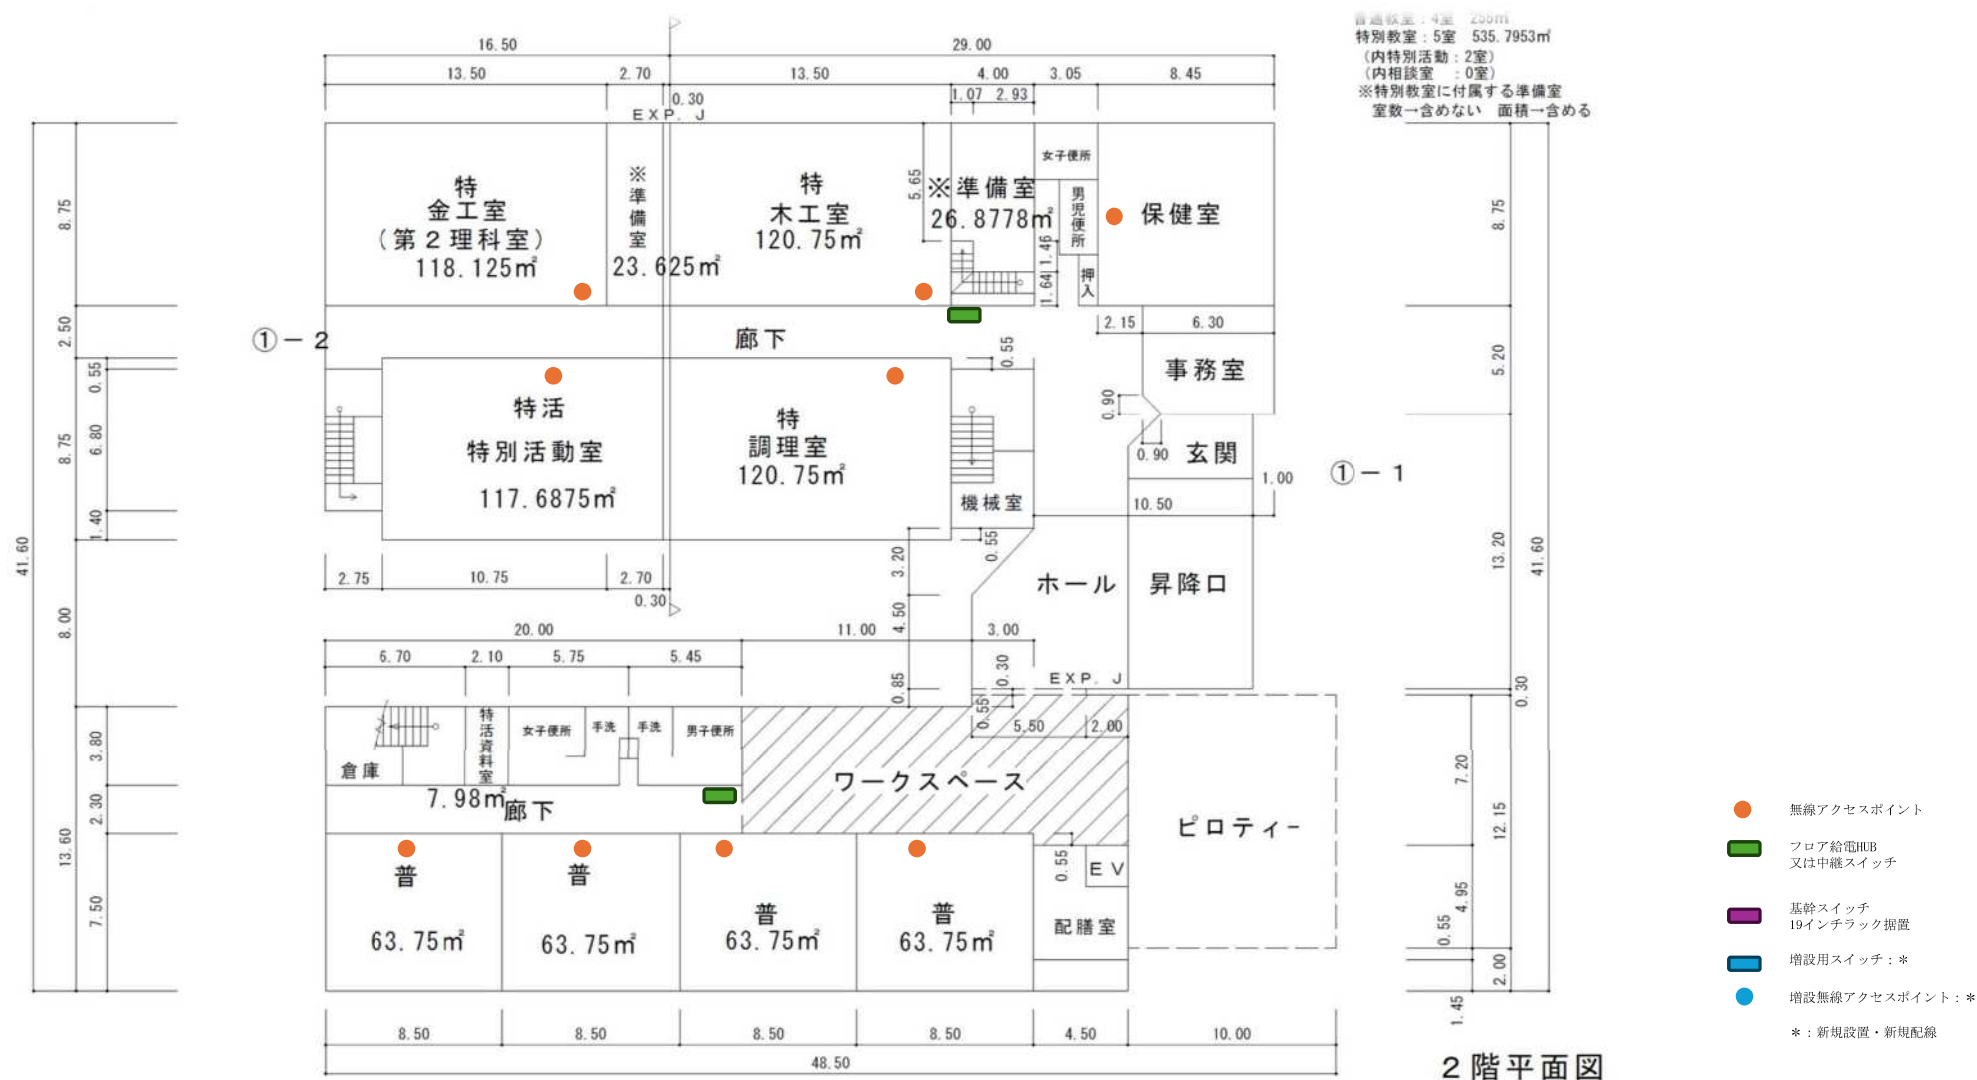 普通教室：4室　255㎡
特別教室：5室　535.7953㎡
（内特別活動：2室）
（内相談室　：0室）
※特別教室に付属する準備室
室数→含めない　面積→含める
16.50
29.00
13.50
2.70
13.50
4.00
3.05
8.45
0.30
1.07
2.93
EXP. J
特
金工室
（第2理科室）
118.125㎡
※準備室
23.625㎡
特
木工室
120.75㎡
5.65
※準備室
26.8778㎡
女子便所
男児便所
押入
1.46
1.64
保健室
8.75
2.50
0.55
8.75
6.80
1.40
41.60
8.00
①－2
廊下
0.55
2.15
6.30
事務室
0.90
0.90
玄関
1.00
10.50
①－1
8.75
5.20
13.20
41.60
0.30
特活
特別活動室
117.6875㎡
特
調理室
120.75㎡
機械室
0.55
2.75
10.75
2.70
0.30
3.20
4.50
0.85
ホール
昇降口
20.00
11.00
3.00
6.70
2.10
5.75
5.45
0.30
EXP. J
0.55
5.50
2.00
倉庫
特活資料室
7.98㎡
女子便所
手洗
手洗
男子便所
ワークスペース
廊下
ピロティー
3.80
2.30
13.60
7.50
7.20
12.15
4.95
0.55
2.00
1.45
普
63.75㎡
普
63.75㎡
普
63.75㎡
普
63.75㎡
0.55
EV
配膳室
8.50
8.50
8.50
8.50
4.50
10.00
48.50
2階平面図
無線アクセスポイント
フロア給電HUB
又は中継スイッチ
基幹スイッチ
19インチラック据置
増設用スイッチ：＊
増設無線アクセスポイント：＊
＊：新規設置・新規配線